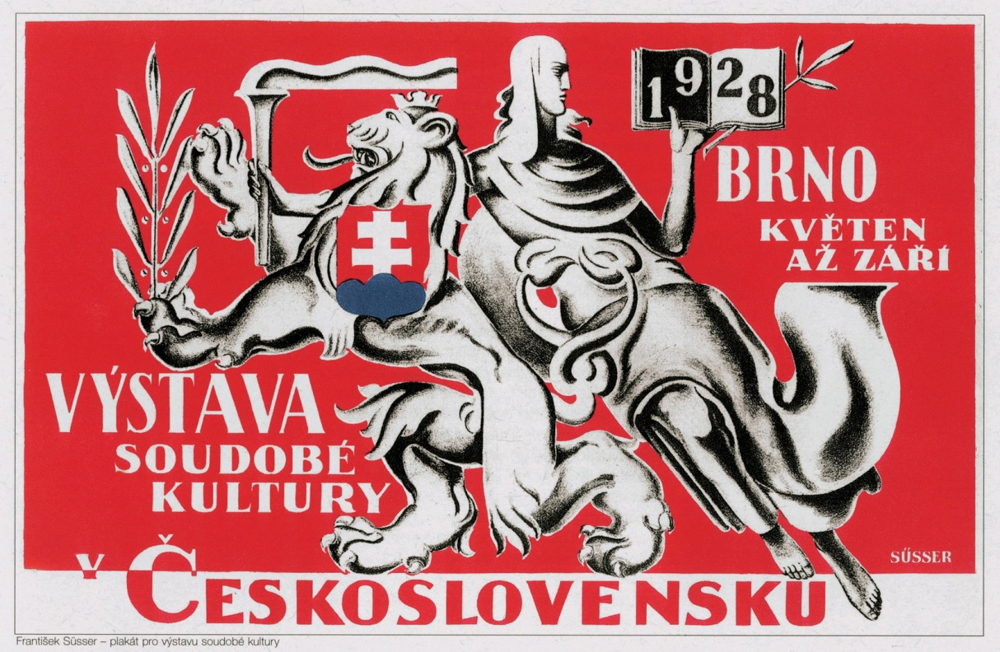 1928
BRNO
KVĚTEN
AŽ ZÁŘÍ
VÝSTAVA
SOUDOBÉ
KULTURY
V ČESKOSLOVENSKU
SÜSSER
František Süsser – plakát pro výstavu soudobé kultury